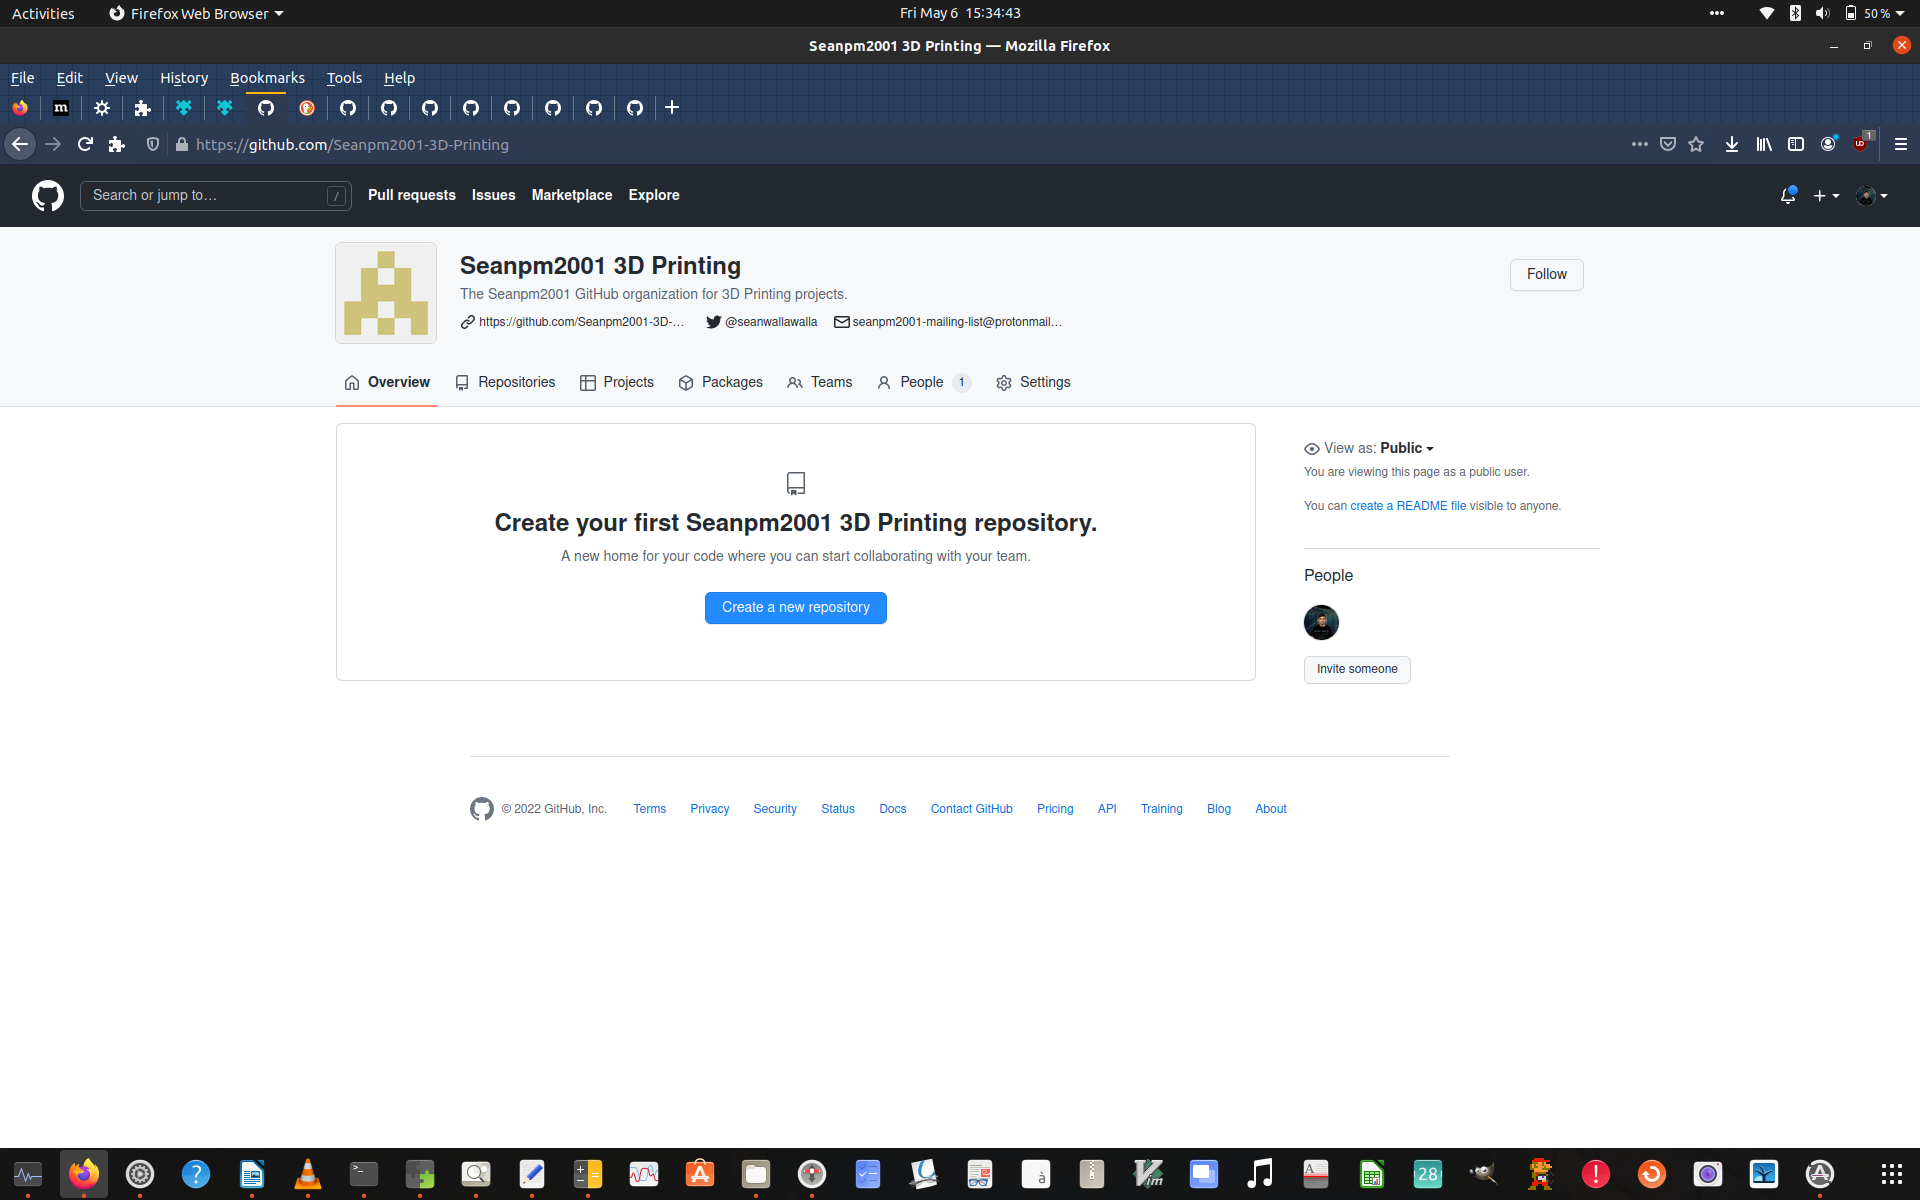 Activities
Firefox Web Browser
Fri May 6 15:34:43
50 %
Seanpm2001 3D Printing — Mozilla Firefox
File Edit View History Bookmarks Tools Help
m
https://github.com/Seanpm2001-3D-Printing
1
Search or jump to…
/
Pull requests Issues Marketplace Explore
Seanpm2001 3D Printing
The Seanpm2001 GitHub organization for 3D Printing projects.
https://github.com/Seanpm2001-3D-…
@seanwallawalla
seanpm2001-mailing-list@protonmail…
Follow
Overview
Repositories
Projects
Packages
Teams
People 1
Settings
Create your first Seanpm2001 3D Printing repository.
A new home for your code where you can start collaborating with your team.
Create a new repository
View as: Public
You are viewing this page as a public user.
You can create a README file visible to anyone.
People
Invite someone
© 2022 GitHub, Inc. Terms Privacy Security Status Docs Contact GitHub Pricing API Training Blog About
28